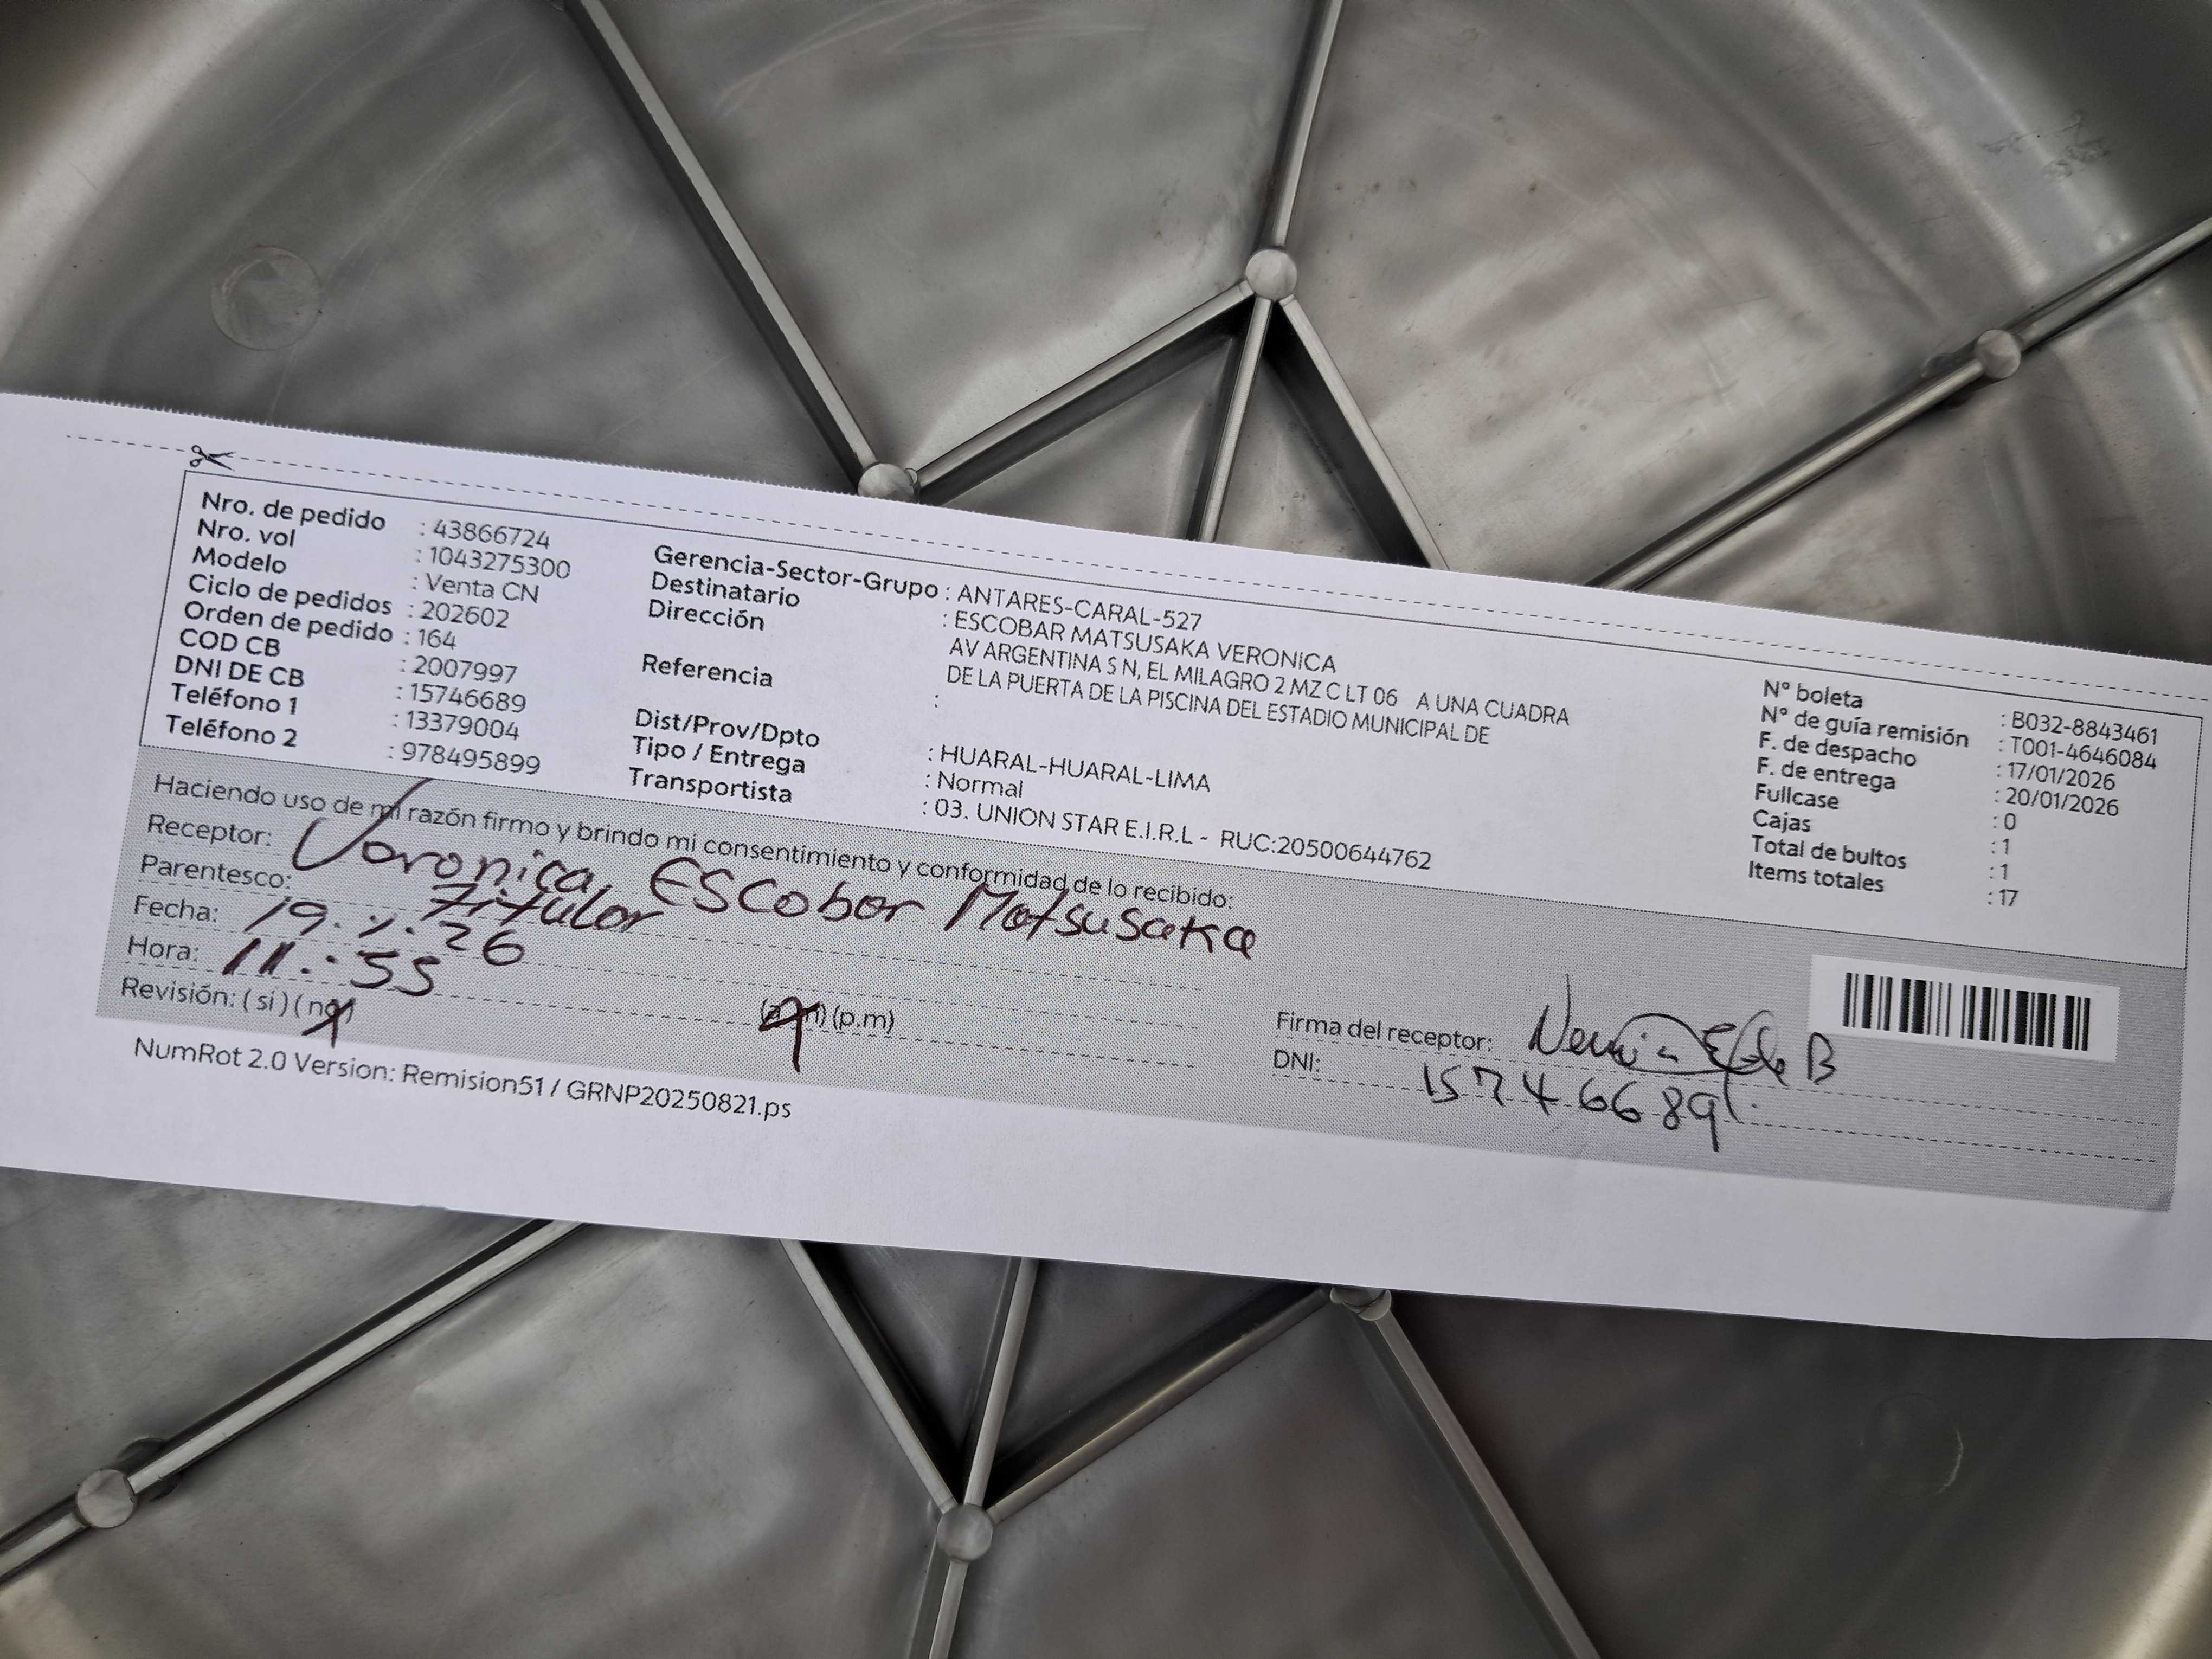 Nro. de pedido : 43866724
Nro. vol : 1043275300
Modelo : Venta CN
Ciclo de pedidos : 202602
Orden de pedido : 164
COD CB : 2007997
DNI DE CB : 15746689
Teléfono 1 : 13379004
Teléfono 2 : 978495899
Gerencia-Sector-Grupo : ANTARES-CARAL-527
Destinatario : ESCOBAR MATSUSAKA VERONICA
Dirección AV ARGENTINA S N, EL MILAGRO 2 MZ C LT 06 A UNA CUADRA
DE LA PUERTA DE LA PISCINA DEL ESTADIO MUNICIPAL DE
Referencia :
Dist/Prov/Dpto : HUARAL-HUARAL-LIMA
Tipo / Entrega : Normal
Transportista : 03. UNION STAR E.I.R.L - RUC:20500644762
N° boleta : B032-8843461
N° de guía remisión : T001-4646084
F. de despacho : 17/01/2026
F. de entrega : 20/01/2026
Fullcase : 0
Cajas : 1
Total de bultos : 1
Items totales : 17
Haciendo uso de mi razón firmo y brindo mi consentimiento y conformidad de lo recibido:
Receptor: Veronica Escobar Matsusaka
Parentesco: Titular
Fecha: 19.1.26
Hora: 11:55 (a.m) (p.m)
Revisión: (si) (no)
Firma del receptor:
DNI: 15746689
NumRot 2.0 Version: Remision51 / GRNP20250821.ps